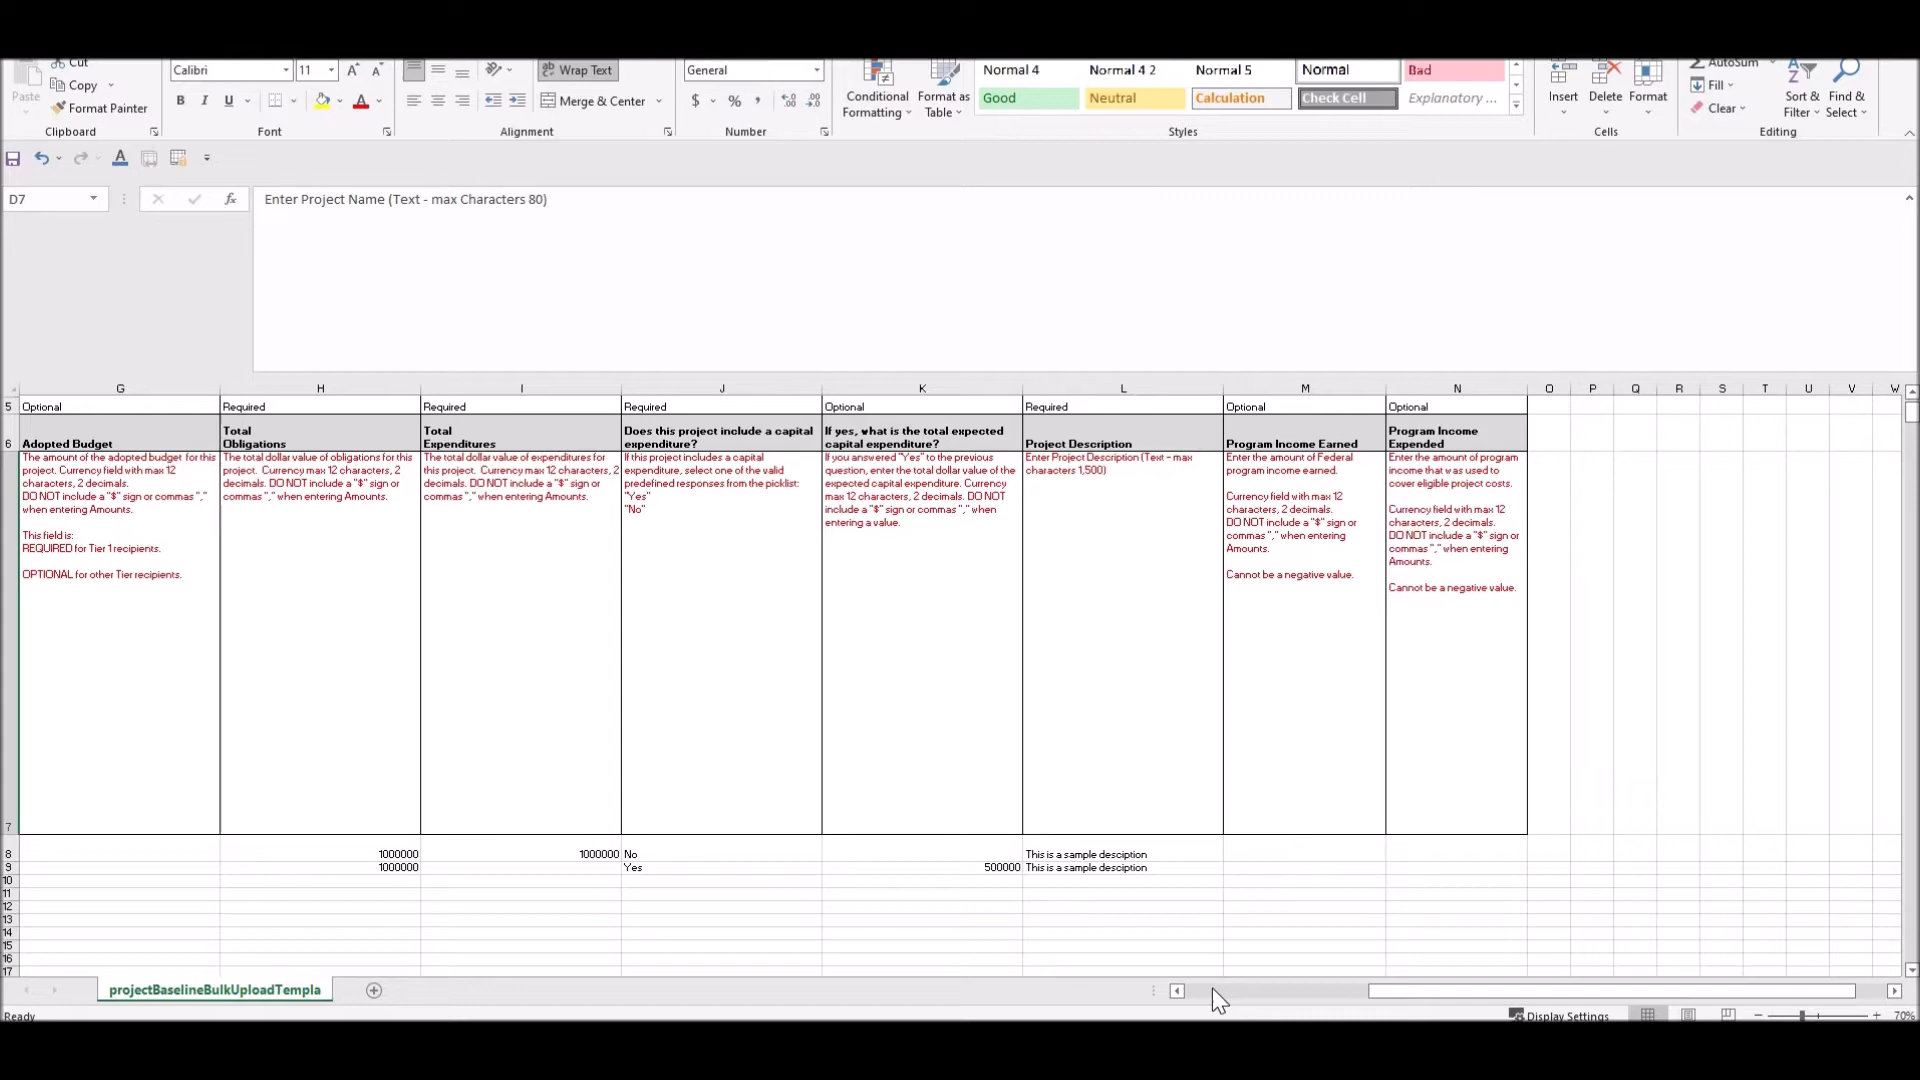 Cut
Calibri
11
Wrap Text
General
Normal 4
Normal 4 2
Normal 5
Normal
Bad
AutoSum
Paste
Copy
Format Painter
B I U
Merge & Center
$ % ,
Conditional
Formatting
Format as
Table
Good
Neutral
Calculation
Check Cell
Explanatory ...
Insert
Delete
Format
Fill
Clear
Sort &
Filter
Find &
Select
Clipboard
Font
Alignment
Number
Styles
Cells
Editing
D7
fx
Enter Project Name (Text - max Characters 80)
G H I J K L M N O P Q R S T U V W
5 Optional Required Required Required Optional Required Optional Optional
6
Adopted Budget
Total
Obligations
Total
Expenditures
Does this project include a capital
expenditure?
If yes, what is the total expected
capital expenditure?
Project Description
Program Income Earned
Program Income
Expended
7
The amount of the adopted budget for this
project. Currency field with max 12
characters, 2 decimals.
DO NOT include a "$" sign or commas ","
when entering Amounts.
This field is:
REQUIRED for Tier 1 recipients.
OPTIONAL for other Tier recipients.
The total dollar value of obligations for this
project. Currency max 12 characters, 2
decimals. DO NOT include a "$" sign or
commas "," when entering Amounts.
The total dollar value of expenditures for
this project. Currency max 12 characters, 2
decimals. DO NOT include a "$" sign or
commas "," when entering Amounts.
If this project includes a capital
expenditure, select one of the valid
predefined responses from the picklist:
"Yes"
"No"
If you answered "Yes" to the previous
question, enter the total dollar value of the
expected capital expenditure. Currency
max 12 characters, 2 decimals. DO NOT
include a "$" sign or commas "," when
entering a value.
Enter Project Description (Text - max
characters 1,500)
Enter the amount of Federal
program income earned.
Currency field with max 12
characters, 2 decimals.
DO NOT include a "$" sign or
commas "," when entering
Amounts.
Cannot be a negative value.
Enter the amount of program
income that was used to
cover eligible project costs.
Currency field with max 12
characters, 2 decimals.
DO NOT include a "$" sign or
commas "," when entering
Amounts.
Cannot be a negative value.
8 1000000 1000000 No This is a sample desciption
9 1000000 Yes 500000 This is a sample desciption
10
11
12
13
14
15
16
17
projectBaselineBulkUploadTempla
Ready
Display Settings
70%